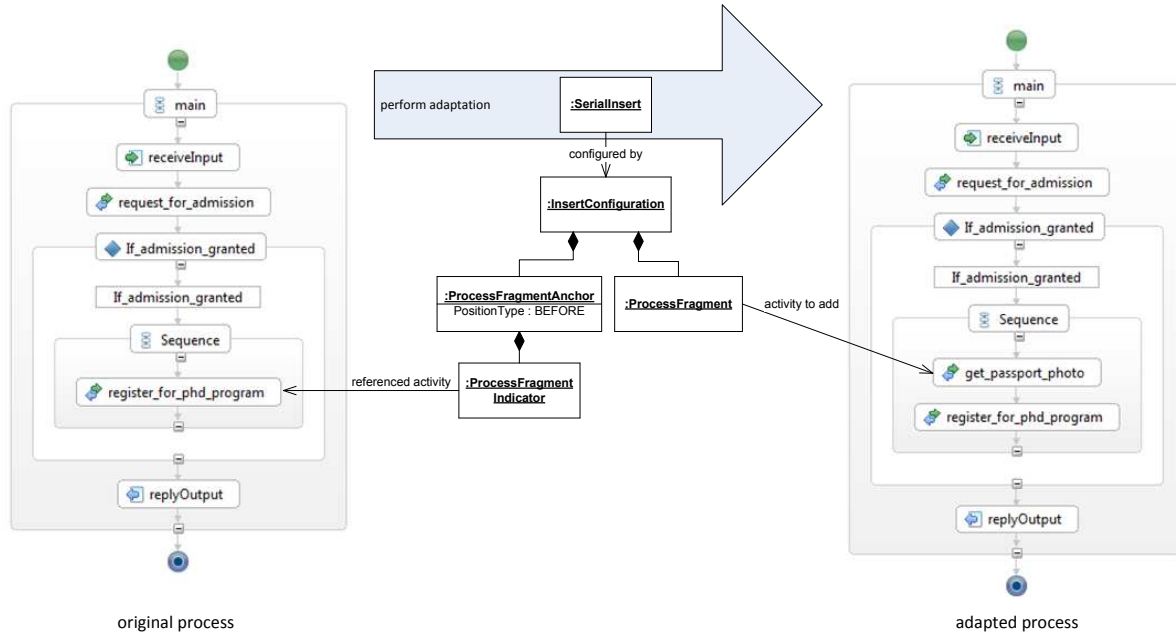 main
receiveInput
request_for_admission
If_admission_granted
If_admission_granted
Sequence
register_for_phd_program
replyOutput
original process
perform adaptation
:SerialInsert
configured by
:InsertConfiguration
:ProcessFragmentAnchor
PositionType : BEFORE
:ProcessFragment
activity to add
referenced activity
:ProcessFragment
Indicator
main
receiveInput
request_for_admission
If_admission_granted
If_admission_granted
Sequence
get_passport_photo
register_for_phd_program
replyOutput
adapted process